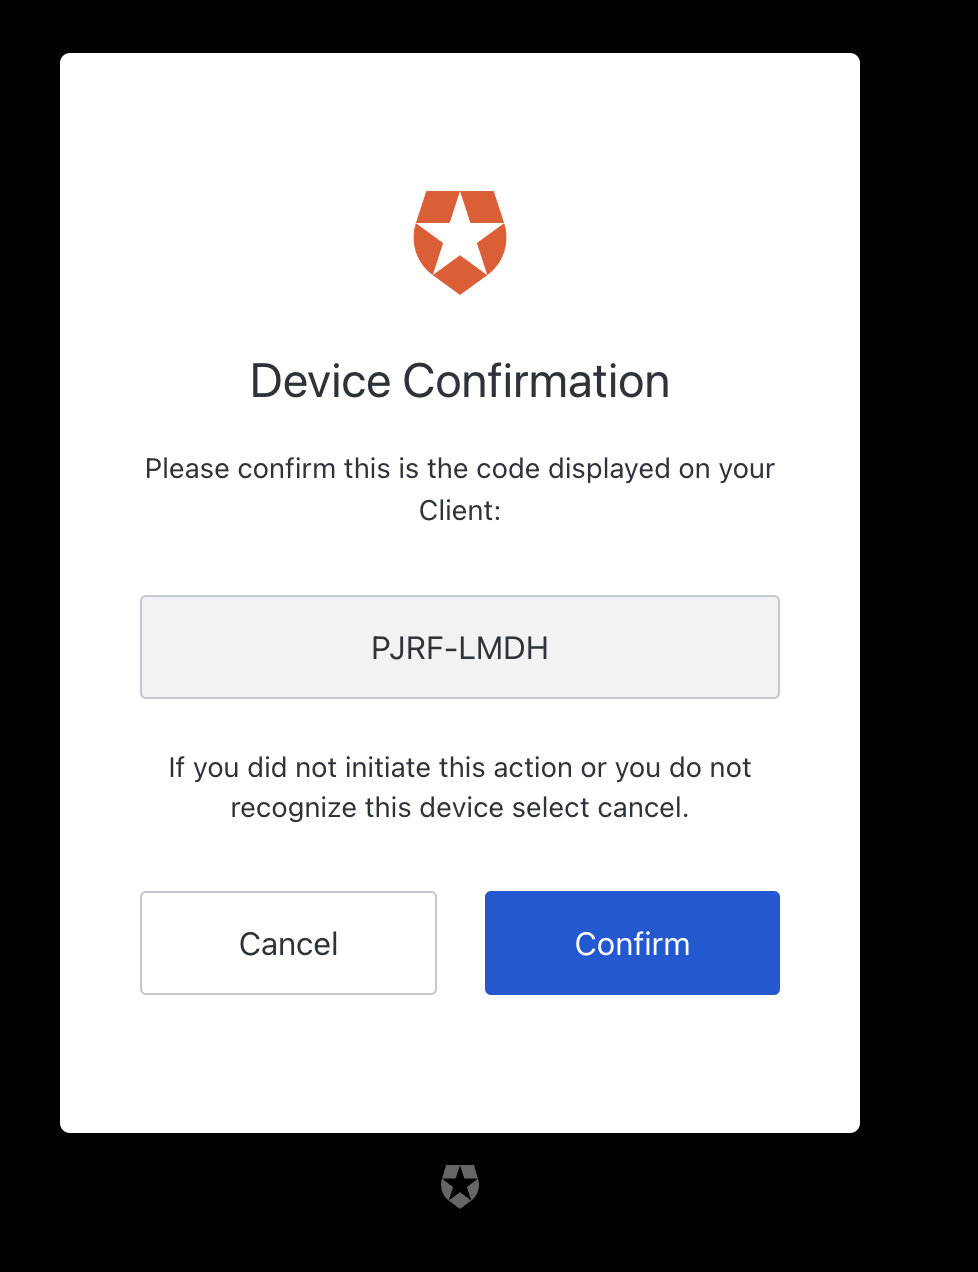 Device Confirmation
Please confirm this is the code displayed on your
Client:
PJRF-LMDH
If you did not initiate this action or you do not
recognize this device select cancel.
Cancel
Confirm